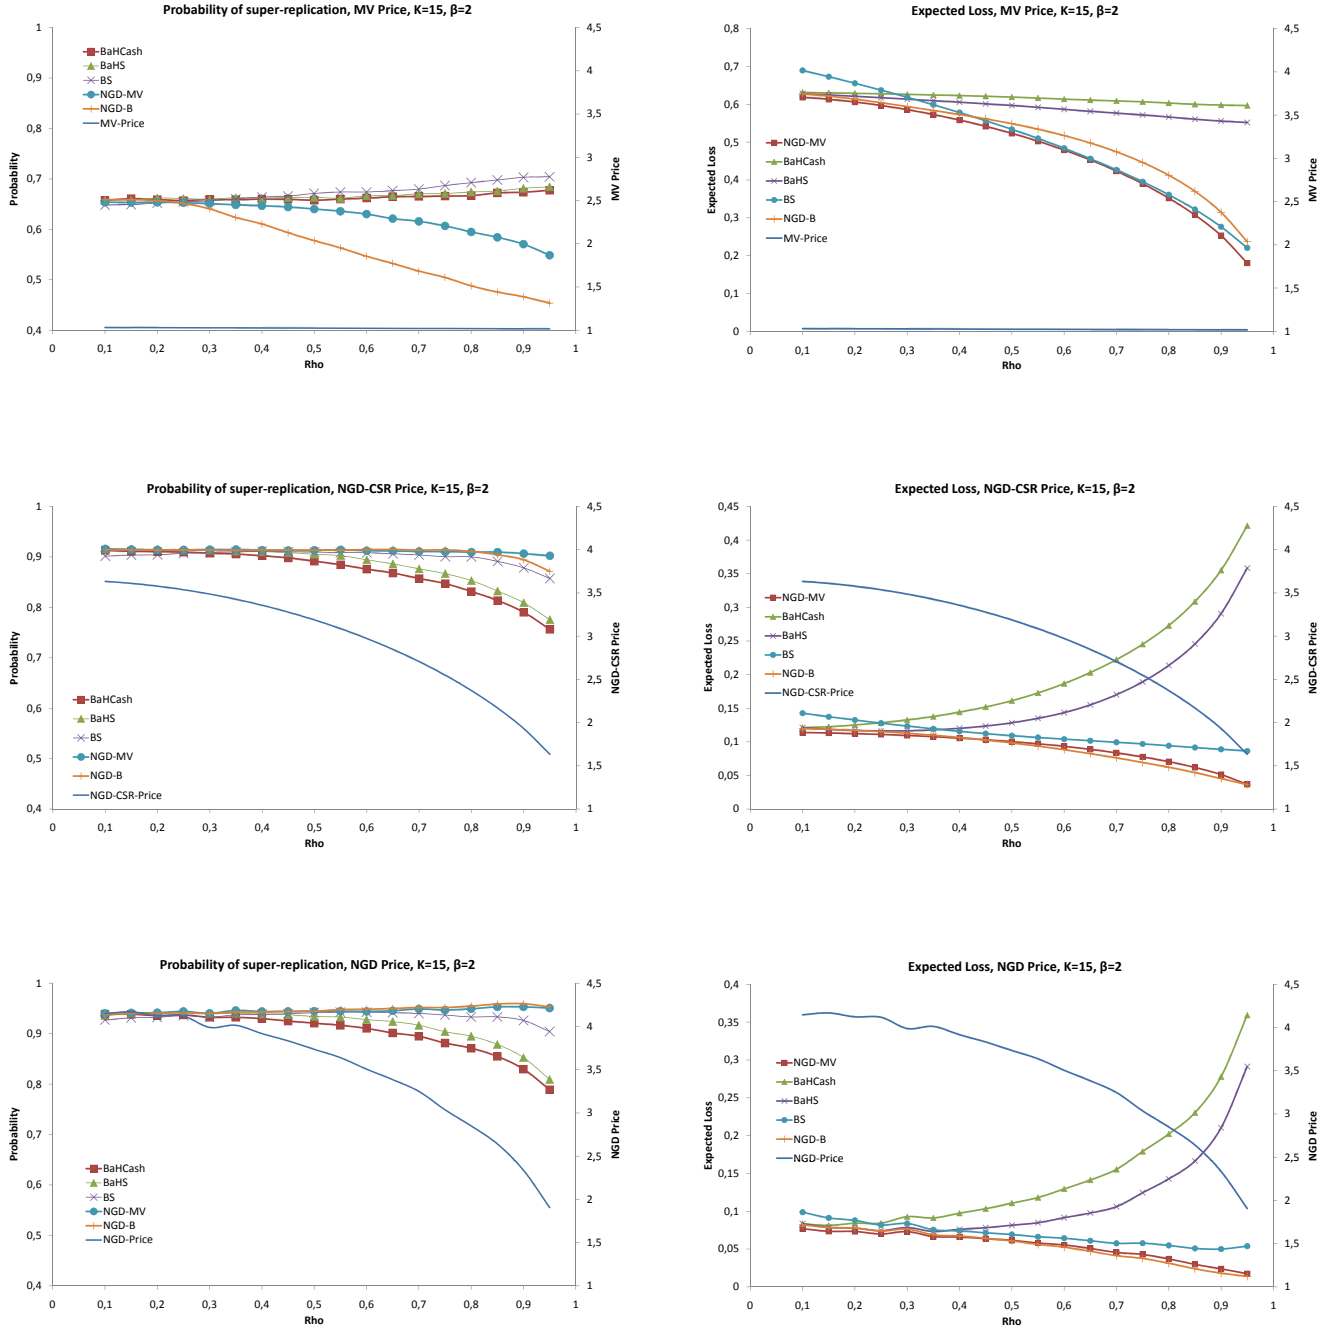 Probability of super-replication, MV Price, K=15, β=2
1
0,9
0,8
0,7
0,6
0,5
0,4
4,5
4
3,5
3
2,5
2
1,5
1
Probability
MV Price
BaHCash
BaHS
BS
NGD-MV
NGD-B
MV-Price
0 0,1 0,2 0,3 0,4 0,5 0,6 0,7 0,8 0,9 1
Rho
Expected Loss, MV Price, K=15, β=2
0,8
0,7
0,6
0,5
0,4
0,3
0,2
0,1
0
4,5
4
3,5
3
2,5
2
1,5
1
Expected Loss
MV Price
NGD-MV
BaHCash
BaHS
BS
NGD-B
MV-Price
0 0,1 0,2 0,3 0,4 0,5 0,6 0,7 0,8 0,9 1
Rho
Probability of super-replication, NGD-CSR Price, K=15, β=2
1
0,9
0,8
0,7
0,6
0,5
0,4
4,5
4
3,5
3
2,5
2
1,5
1
Probability
NGD-CSR Price
BaHCash
BaHS
BS
NGD-MV
NGD-B
NGD-CSR-Price
0 0,1 0,2 0,3 0,4 0,5 0,6 0,7 0,8 0,9 1
Rho
Expected Loss, NGD-CSR Price, K=15, β=2
0,45
0,4
0,35
0,3
0,25
0,2
0,15
0,1
0,05
0
4,5
4
3,5
3
2,5
2
1,5
1
Expected Loss
NGD-CSR Price
NGD-MV
BaHCash
BaHS
BS
NGD-B
NGD-CSR-Price
0 0,1 0,2 0,3 0,4 0,5 0,6 0,7 0,8 0,9 1
Rho
Probability of super-replication, NGD Price, K=15, β=2
1
0,9
0,8
0,7
0,6
0,5
0,4
4,5
4
3,5
3
2,5
2
1,5
1
Probability
NGD Price
BaHCash
BaHS
BS
NGD-MV
NGD-B
NGD-Price
0 0,1 0,2 0,3 0,4 0,5 0,6 0,7 0,8 0,9 1
Rho
Expected Loss, NGD Price, K=15, β=2
0,4
0,35
0,3
0,25
0,2
0,15
0,1
0,05
0
4,5
4
3,5
3
2,5
2
1,5
1
Expected Loss
NGD Price
NGD-MV
BaHCash
BaHS
BS
NGD-B
NGD-Price
0 0,1 0,2 0,3 0,4 0,5 0,6 0,7 0,8 0,9 1
Rho